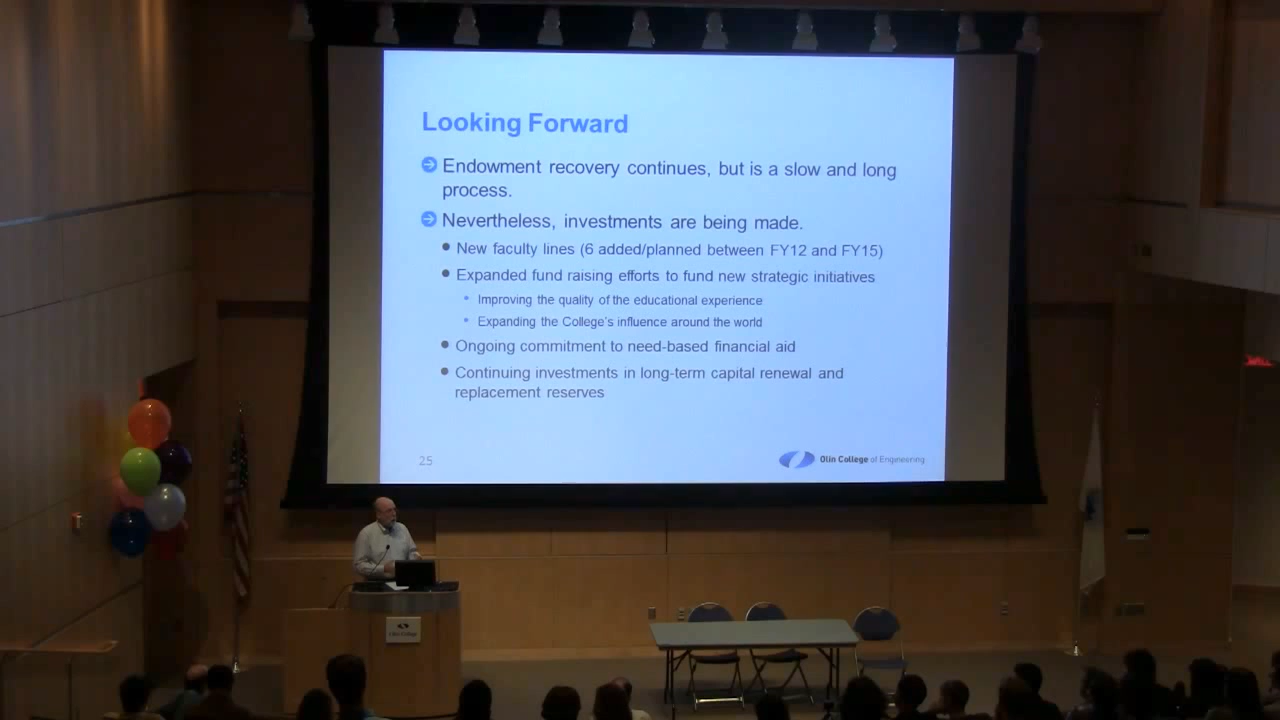 Looking Forward
Endowment recovery continues, but is a slow and long
process.
Nevertheless, investments are being made.
New faculty lines (6 added/planned between FY12 and FY15)
Expanded fund raising efforts to fund new strategic initiatives
Improving the quality of the educational experience
Expanding the College's influence around the world
Ongoing commitment to need-based financial aid
Continuing investments in long-term capital renewal and
replacement reserves
25
Olin College of Engineering
Olin College